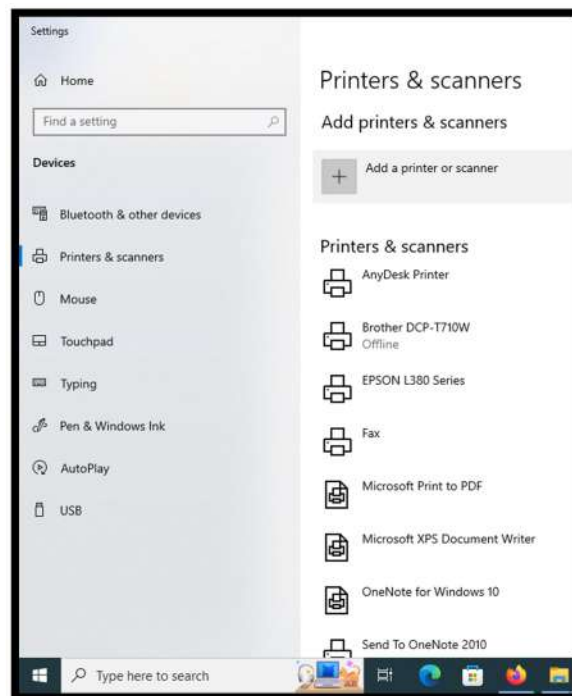 Settings
Home
Find a setting
Devices
Bluetooth & other devices
Printers & scanners
Mouse
Touchpad
Typing
Pen & Windows Ink
AutoPlay
USB
Printers & scanners
Add printers & scanners
Add a printer or scanner
Printers & scanners
AnyDesk Printer
Brother DCP-T710W
Offline
EPSON L380 Series
Fax
Microsoft Print to PDF
Microsoft XPS Document Writer
OneNote for Windows 10
Send To OneNote 2010
Type here to search